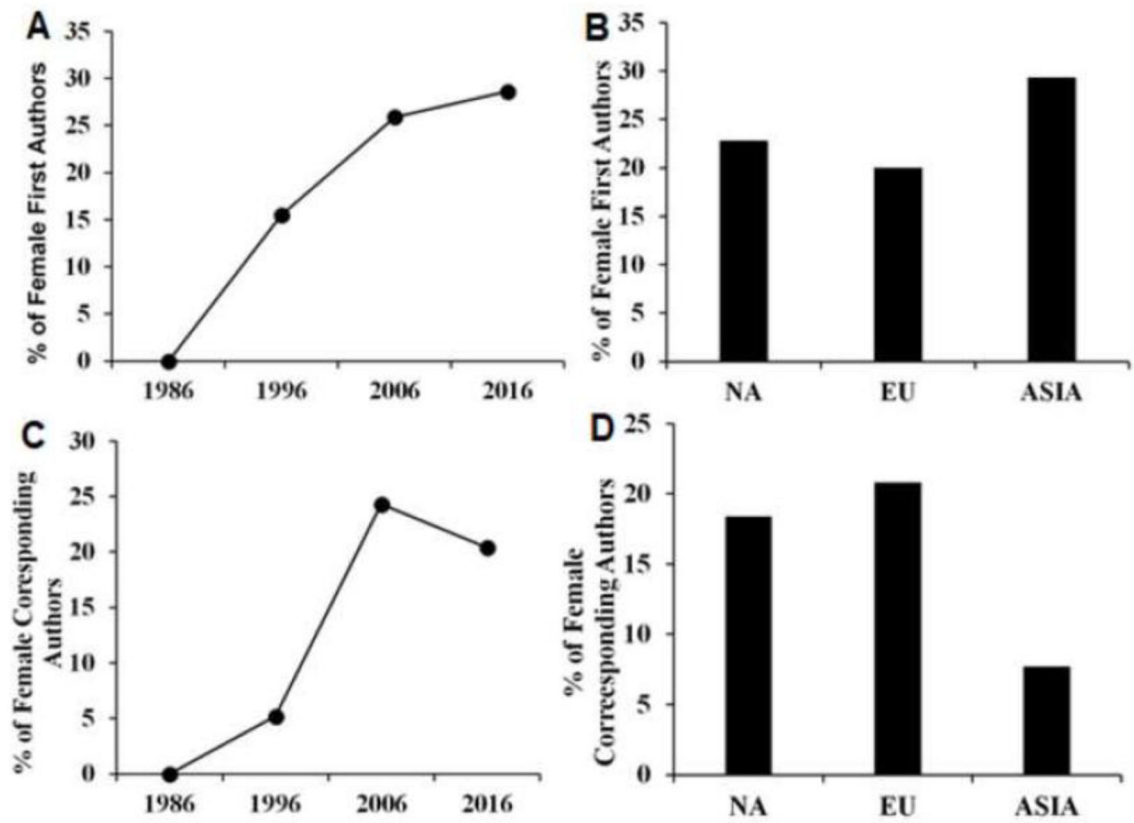 A
% of Female First Authors
35
30
25
20
15
10
5
0
1986 1996 2006 2016
B
% of Female First Authors
35
30
25
20
15
10
5
0
NA EU ASIA
C
% of Female Coresponding
Authors
30
25
20
15
10
5
0
1986 1996 2006 2016
D
% of Female
Corresponding Authors
25
20
15
10
5
0
NA EU ASIA